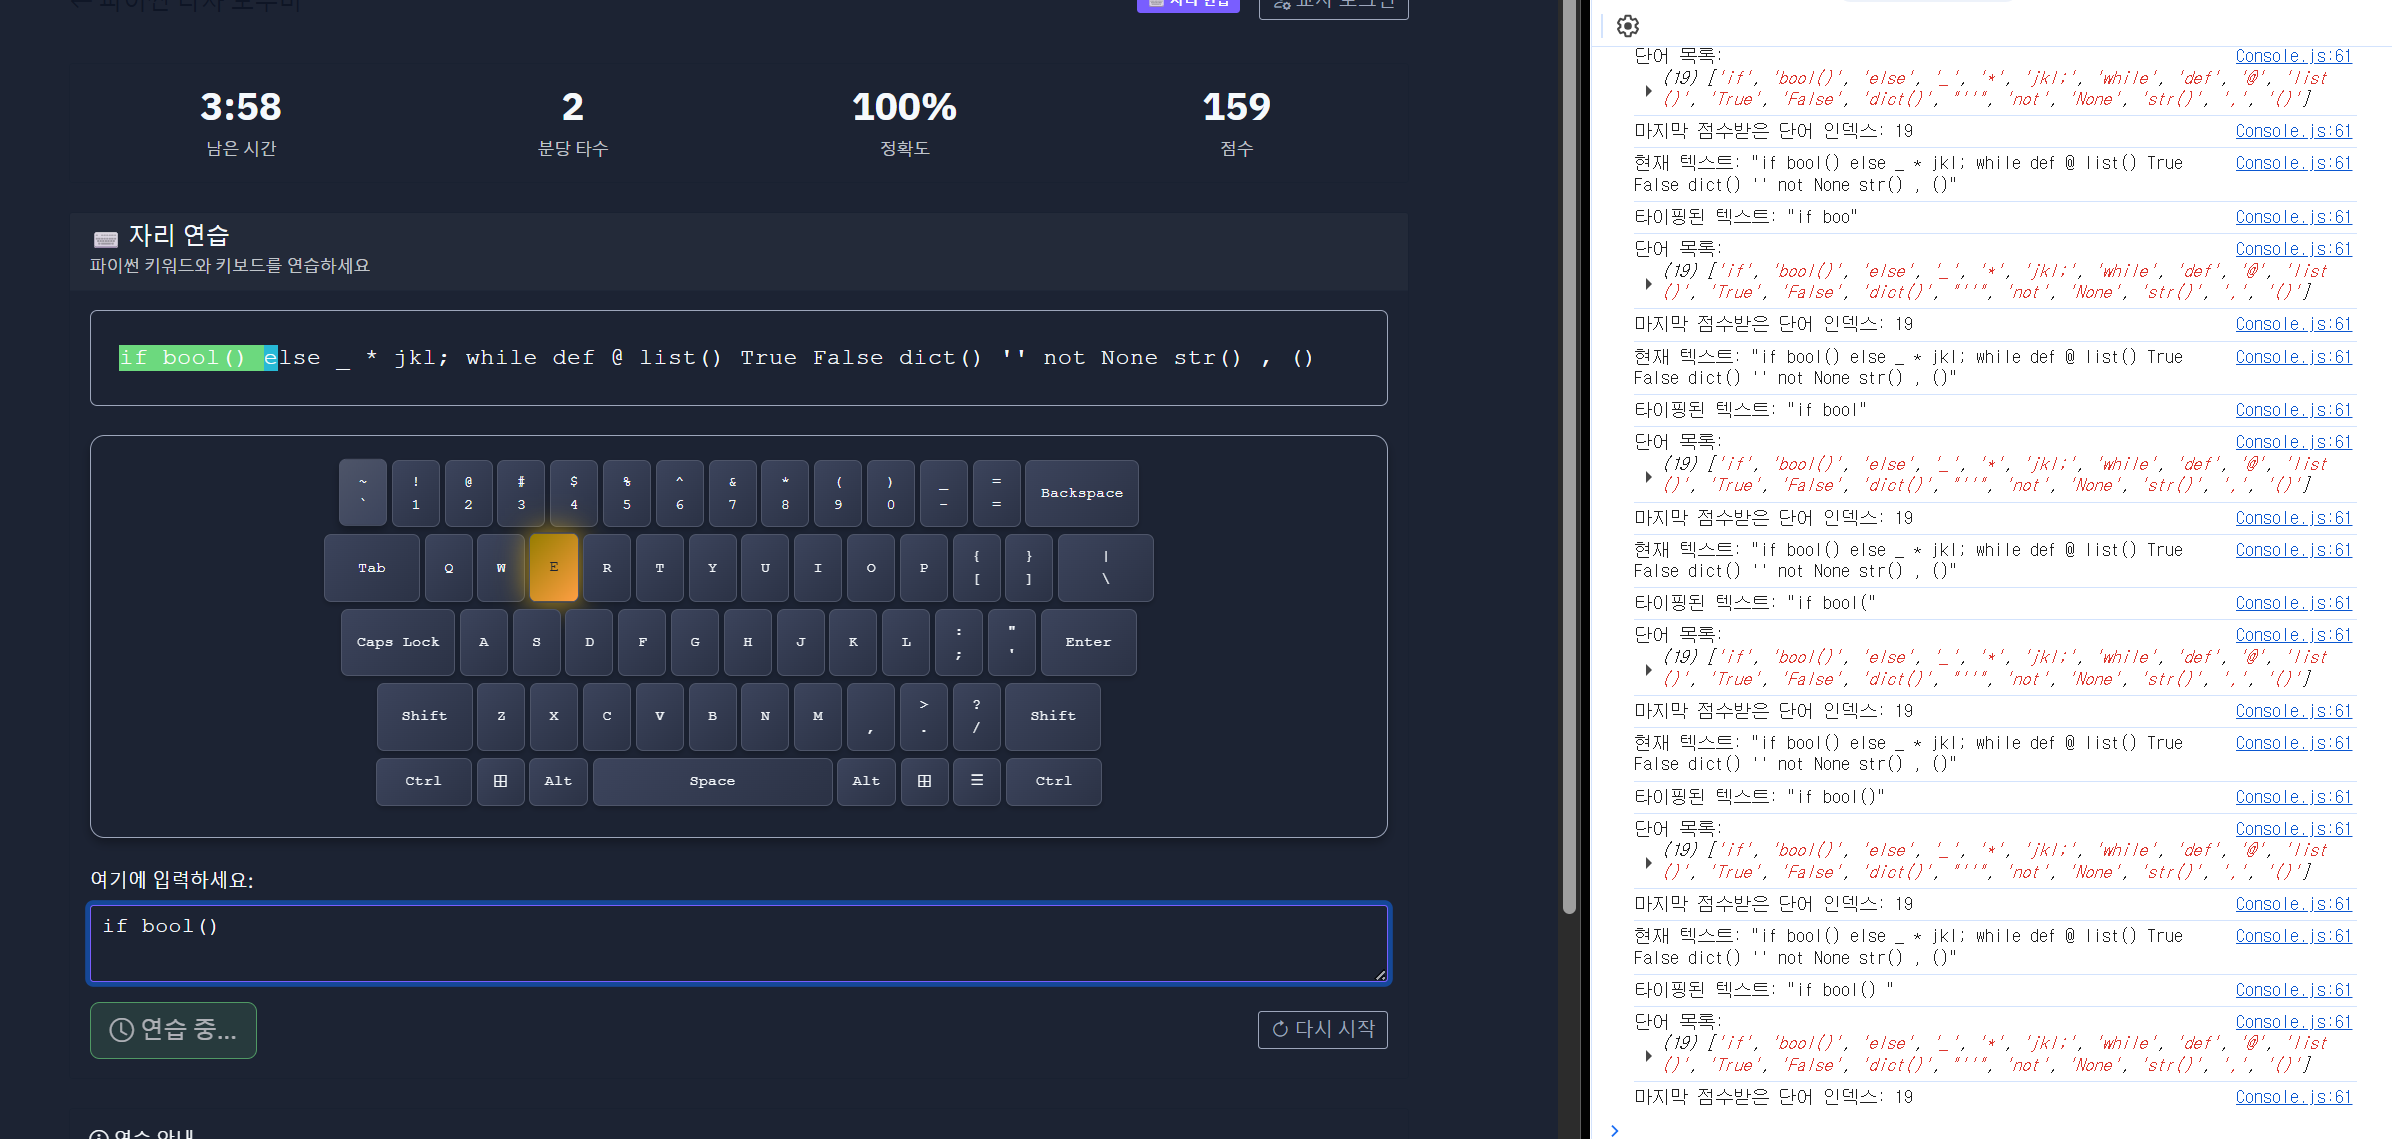 ← 파이썬 타자 도우미
자리 연습
교사 로그인
3:58
남은 시간
2
분당 타수
100%
정확도
159
점수
자리 연습
파이썬 키워드와 키보드를 연습하세요
if bool() else _ * jkl; while def @ list() True False dict() '' not None str() , ()
~ ! @ # $ % ^ & * ( ) _ =
` 1 2 3 4 5 6 7 8 9 0 - = Backspace
Tab Q W E R T Y U I O P { [ } ] | \
Caps Lock A S D F G H J K L : ; " ' Enter
Shift Z X C V B N M , > . ? / Shift
Ctrl ⊞ Alt Space Alt ⊞ ☰ Ctrl
여기에 입력하세요:
if bool()
연습 중...
다시 시작
연습 안내
단어 목록: Console.js:61
(19) ['if', 'bool()', 'else', '_', '*', 'jkl;', 'while', 'def', '@', 'list
()', 'True', 'False', 'dict()', "''", 'not', 'None', 'str()', ',', '()']
마지막 점수받은 단어 인덱스: 19 Console.js:61
현재 텍스트: "if bool() else _ * jkl; while def @ list() True Console.js:61
False dict() '' not None str() , ()"
타이핑된 텍스트: "if boo" Console.js:61
단어 목록: Console.js:61
(19) ['if', 'bool()', 'else', '_', '*', 'jkl;', 'while', 'def', '@', 'list
()', 'True', 'False', 'dict()', "''", 'not', 'None', 'str()', ',', '()']
마지막 점수받은 단어 인덱스: 19 Console.js:61
현재 텍스트: "if bool() else _ * jkl; while def @ list() True Console.js:61
False dict() '' not None str() , ()"
타이핑된 텍스트: "if bool" Console.js:61
단어 목록: Console.js:61
(19) ['if', 'bool()', 'else', '_', '*', 'jkl;', 'while', 'def', '@', 'list
()', 'True', 'False', 'dict()', "''", 'not', 'None', 'str()', ',', '()']
마지막 점수받은 단어 인덱스: 19 Console.js:61
현재 텍스트: "if bool() else _ * jkl; while def @ list() True Console.js:61
False dict() '' not None str() , ()"
타이핑된 텍스트: "if bool(" Console.js:61
단어 목록: Console.js:61
(19) ['if', 'bool()', 'else', '_', '*', 'jkl;', 'while', 'def', '@', 'list
()', 'True', 'False', 'dict()', "''", 'not', 'None', 'str()', ',', '()']
마지막 점수받은 단어 인덱스: 19 Console.js:61
현재 텍스트: "if bool() else _ * jkl; while def @ list() True Console.js:61
False dict() '' not None str() , ()"
타이핑된 텍스트: "if bool()" Console.js:61
단어 목록: Console.js:61
(19) ['if', 'bool()', 'else', '_', '*', 'jkl;', 'while', 'def', '@', 'list
()', 'True', 'False', 'dict()', "''", 'not', 'None', 'str()', ',', '()']
마지막 점수받은 단어 인덱스: 19 Console.js:61
현재 텍스트: "if bool() else _ * jkl; while def @ list() True Console.js:61
False dict() '' not None str() , ()"
타이핑된 텍스트: "if bool() " Console.js:61
단어 목록: Console.js:61
(19) ['if', 'bool()', 'else', '_', '*', 'jkl;', 'while', 'def', '@', 'list
()', 'True', 'False', 'dict()', "''", 'not', 'None', 'str()', ',', '()']
마지막 점수받은 단어 인덱스: 19 Console.js:61